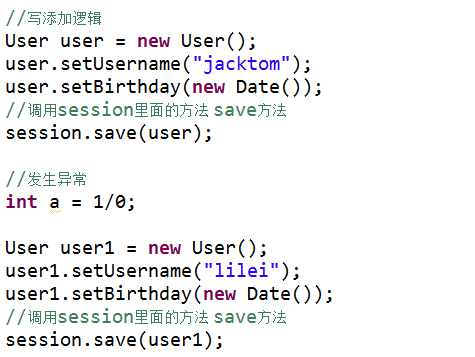 //写添加逻辑
User user = new User();
user.setUsername("jacktom");
user.setBirthday(new Date());
//调用session里面的方法 save方法
session.save(user);
//发生异常
int a = 1/0;
User user1 = new User();
user1.setUsername("lilei");
user1.setBirthday(new Date());
//调用session里面的方法 save方法
session.save(user1);